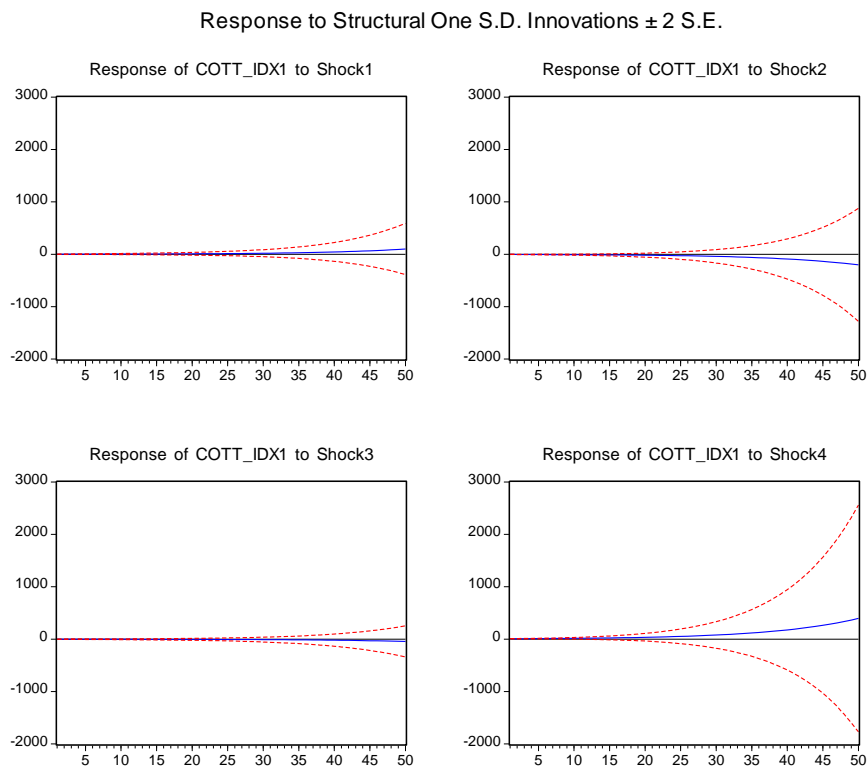 Response to Structural One S.D. Innovations ± 2 S.E.
Response of COTT_IDX1 to Shock1
3000
2000
1000
0
-1000
-2000
5 10 15 20 25 30 35 40 45 50
Response of COTT_IDX1 to Shock2
3000
2000
1000
0
-1000
-2000
5 10 15 20 25 30 35 40 45 50
Response of COTT_IDX1 to Shock3
3000
2000
1000
0
-1000
-2000
5 10 15 20 25 30 35 40 45 50
Response of COTT_IDX1 to Shock4
3000
2000
1000
0
-1000
-2000
5 10 15 20 25 30 35 40 45 50